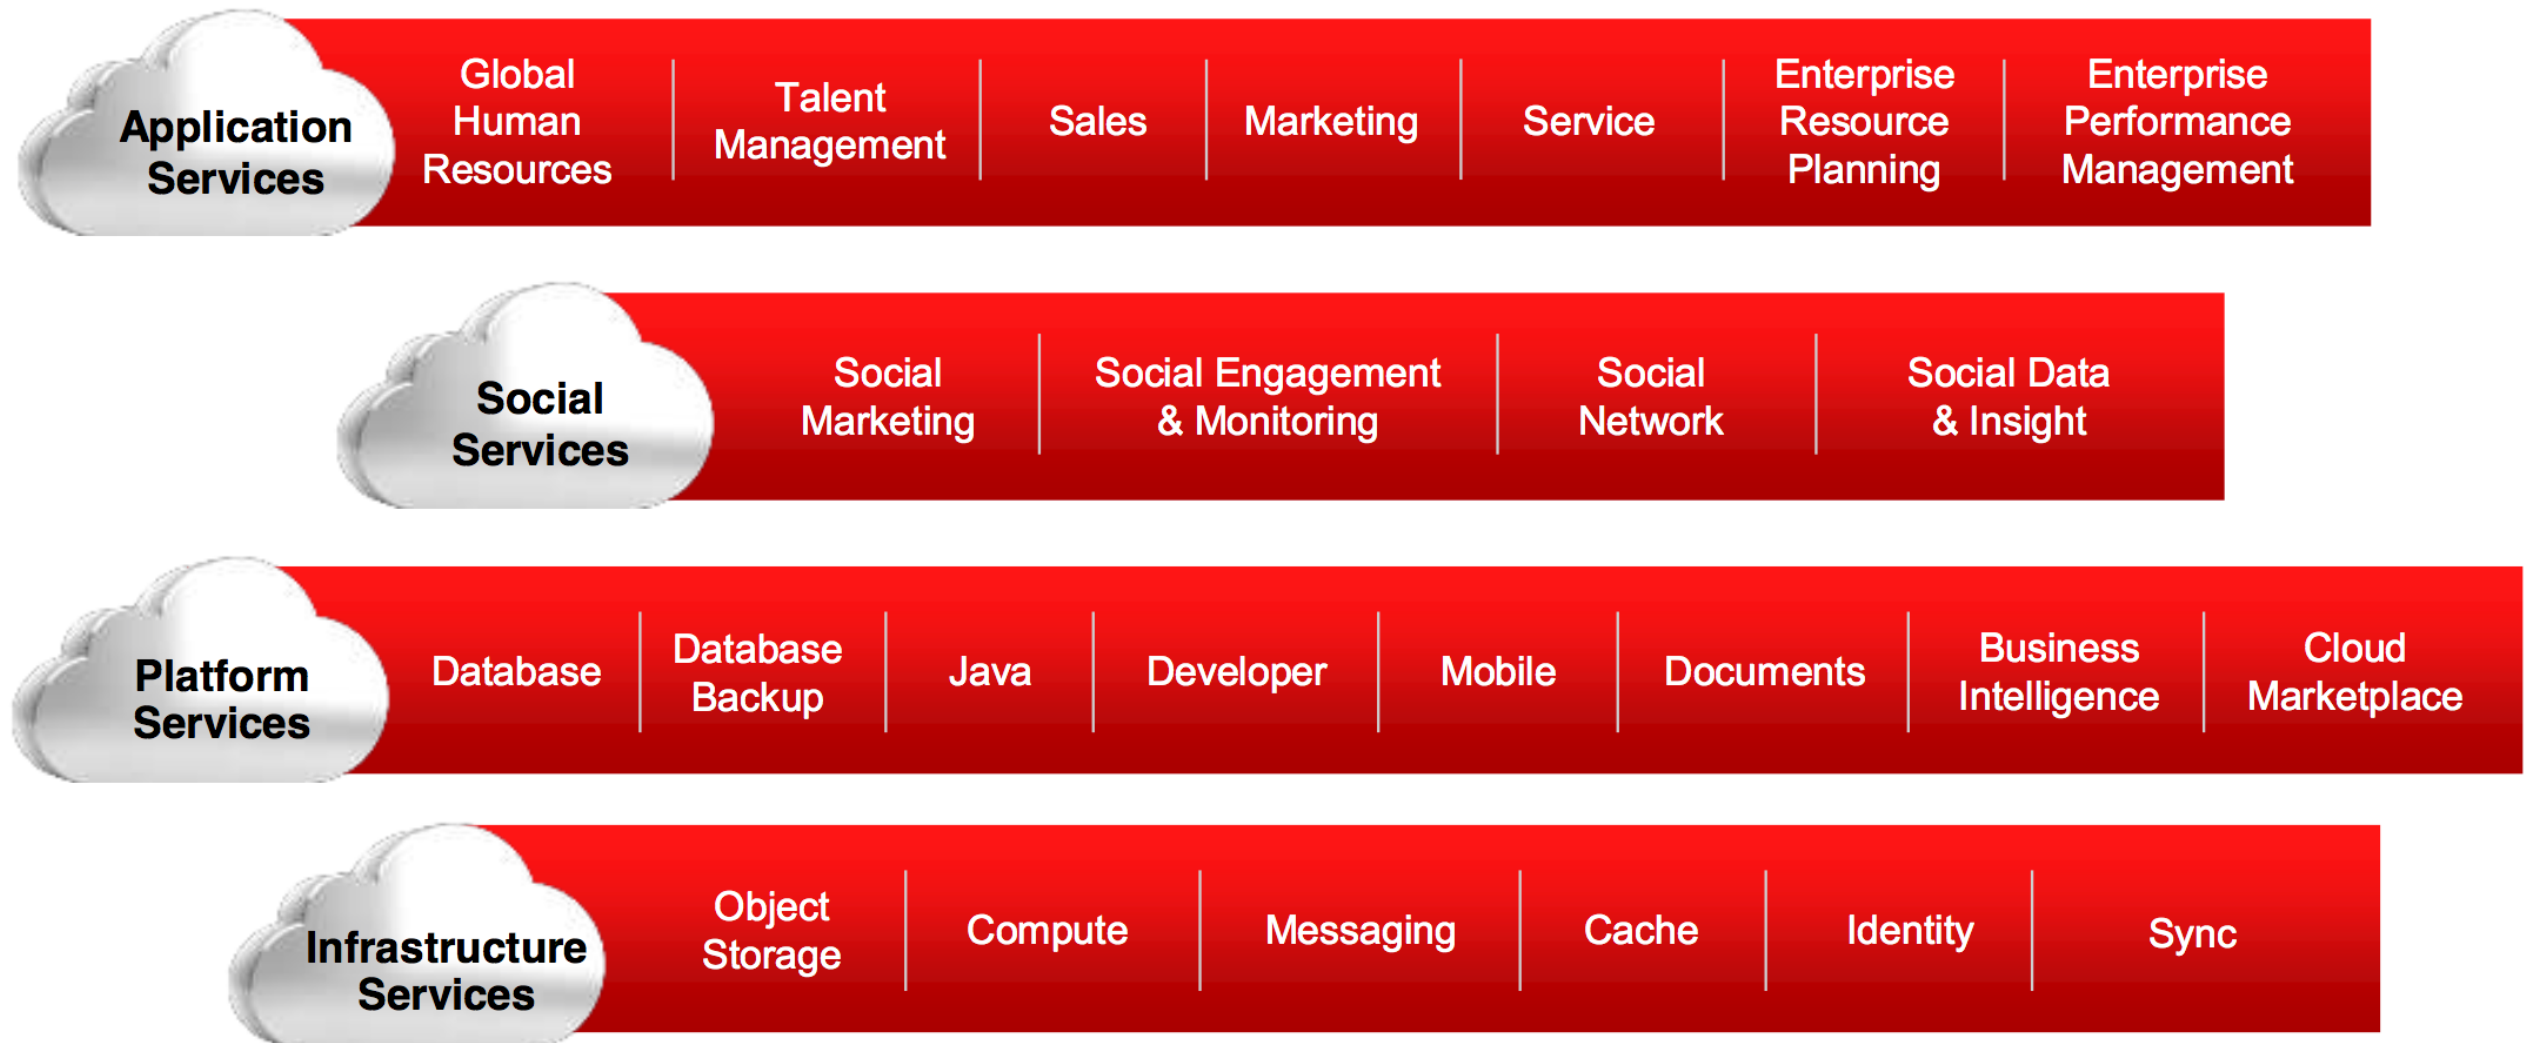 Application
Services
Global
Human
Resources
Talent
Management
Sales
Marketing
Service
Enterprise
Resource
Planning
Enterprise
Performance
Management
Social
Services
Social
Marketing
Social Engagement
& Monitoring
Social
Network
Social Data
& Insight
Platform
Services
Database
Database
Backup
Java
Developer
Mobile
Documents
Business
Intelligence
Cloud
Marketplace
Infrastructure
Services
Object
Storage
Compute
Messaging
Cache
Identity
Sync